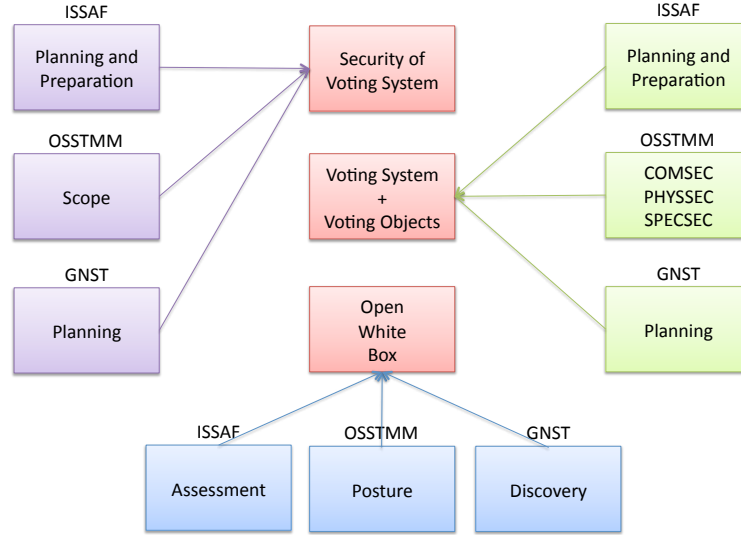 ISSAF
Planning and
Preparation
OSSTMM
Scope
GNST
Planning
Security of
Voting System
Voting System
+
Voting Objects
Open
White
Box
ISSAF
Planning and
Preparation
OSSTMM
COMSEC
PHYSSEC
SPECSEC
GNST
Planning
ISSAF
Assessment
OSSTMM
Posture
GNST
Discovery